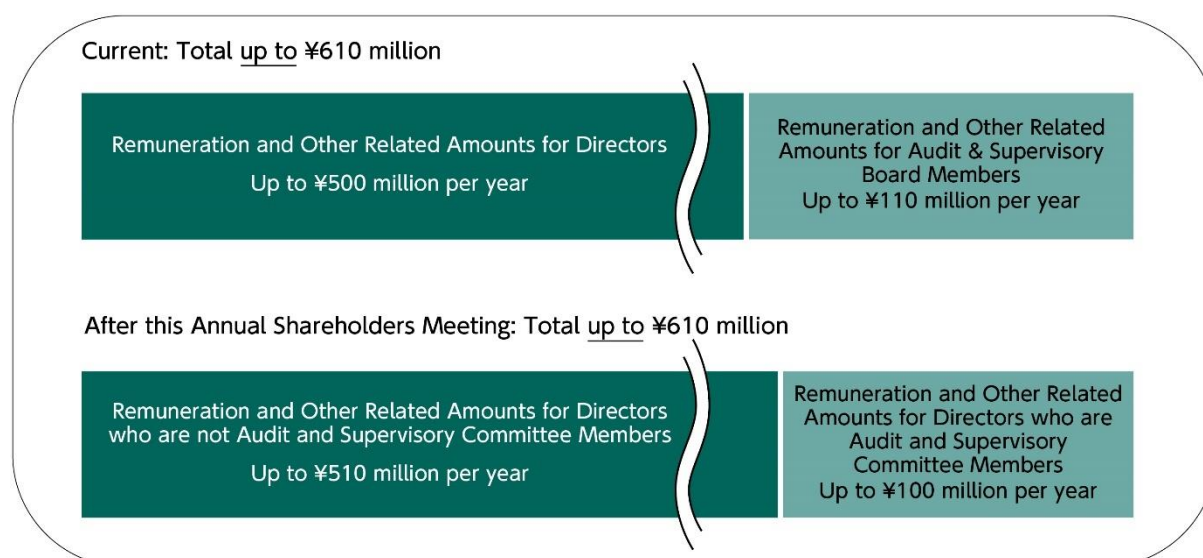 Current: Total up to ¥610 million
Remuneration and Other Related Amounts for Directors
Up to ¥500 million per year
Remuneration and Other Related
Amounts for Audit & Supervisory
Board Members
Up to ¥110 million per year
After this Annual Shareholders Meeting: Total up to ¥610 million
Remuneration and Other Related Amounts for Directors
who are not Audit and Supervisory Committee Members
Up to ¥510 million per year
Remuneration and Other Related
Amounts for Directors who are
Audit and Supervisory
Committee Members
Up to ¥100 million per year